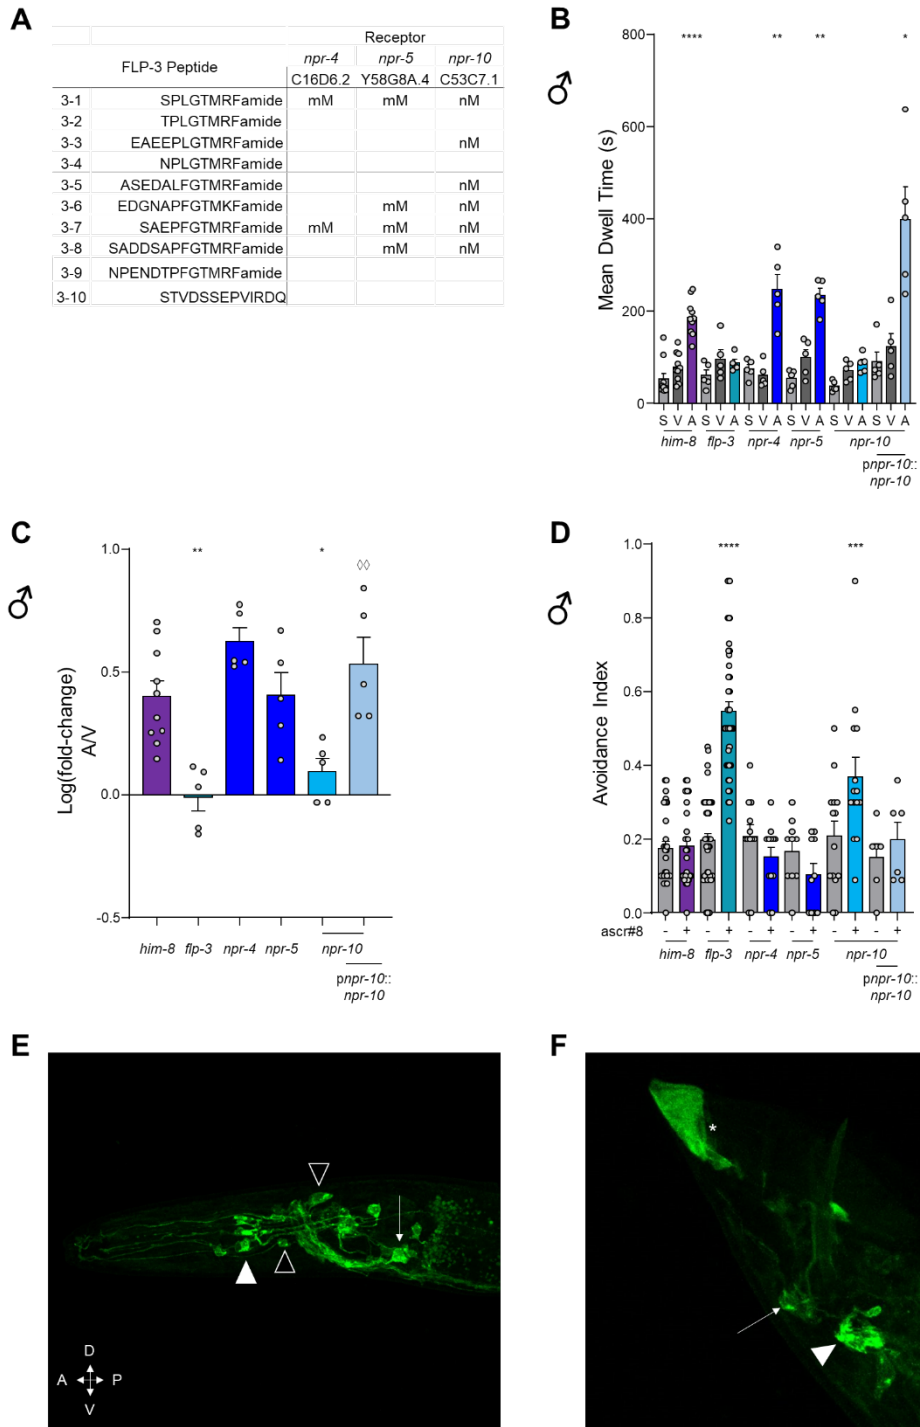 A
Receptor
FLP-3 Peptide npr-4 npr-5 npr-10
C16D6.2 Y58G8A.4 C53C7.1
3-1 SPLGTMRFamide mM mM nM
3-2 TPLGTMRFamide
3-3 EAEEPLGTMRFamide nM
3-4 NPLGTMRFamide
3-5 ASEDALFGTMRFamide nM
3-6 EDGNAPFGTMKFamide mM nM
3-7 SAEPFGTMRFamide mM mM nM
3-8 SADDSAPFGTMRFamide mM nM
3-9 NPENDTPFGTMRFamide
3-10 STVDSSEPVIRDQ
B
♂
Mean Dwell Time (s)
800
600
400
200
0
**** ** ** *
S V A S V A S V A S V A S V A S V A
him-8 flp-3 npr-4 npr-5 npr-10
pnpr-10::
npr-10
C
♂
Log(fold-change)
A/V
1.0
0.5
0.0
-0.5
** * ◊◊
him-8 flp-3 npr-4 npr-5 npr-10
pnpr-10::
npr-10
D
♂
Avoidance Index
1.0
0.8
0.6
0.4
0.2
0.0
**** ***
ascr#8 - + - + - + - + - + - +
him-8 flp-3 npr-4 npr-5 npr-10
pnpr-10::
npr-10
E
D
A P
V
F
*